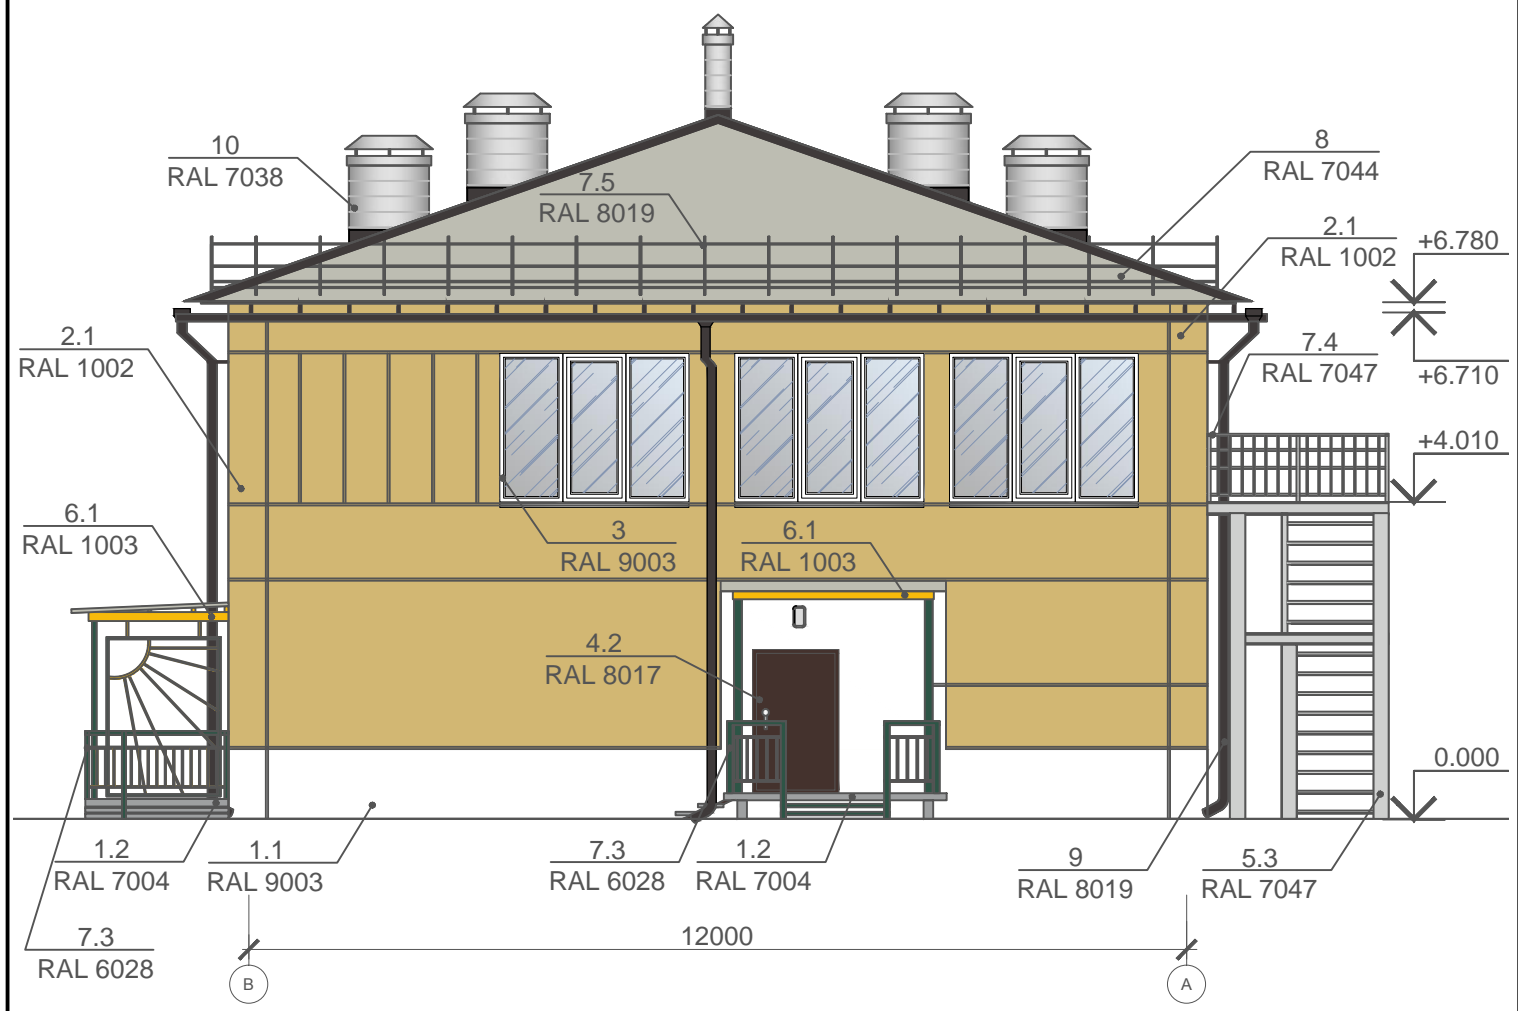 10
RAL 7038
7.5
RAL 8019
8
RAL 7044
2.1
RAL 1002
+6.780
2.1
RAL 1002
7.4
RAL 7047
+6.710
+4.010
6.1
RAL 1003
3
RAL 9003
6.1
RAL 1003
4.2
RAL 8017
0.000
1.2
RAL 7004
1.1
RAL 9003
7.3
RAL 6028
1.2
RAL 7004
9
RAL 8019
5.3
RAL 7047
7.3
RAL 6028
12000
В
А